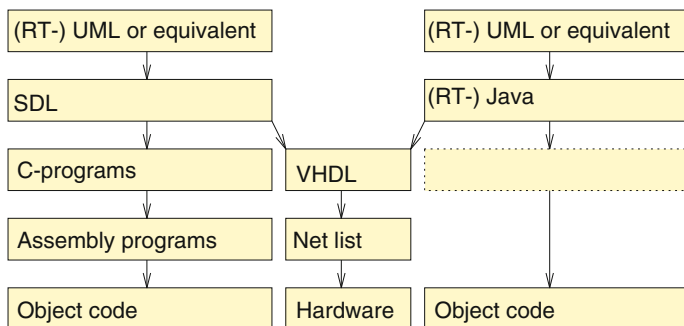 (RT-) UML or equivalent
(RT-) UML or equivalent
SDL
(RT-) Java
C-programs
VHDL
Assembly programs
Net list
Object code
Hardware
Object code